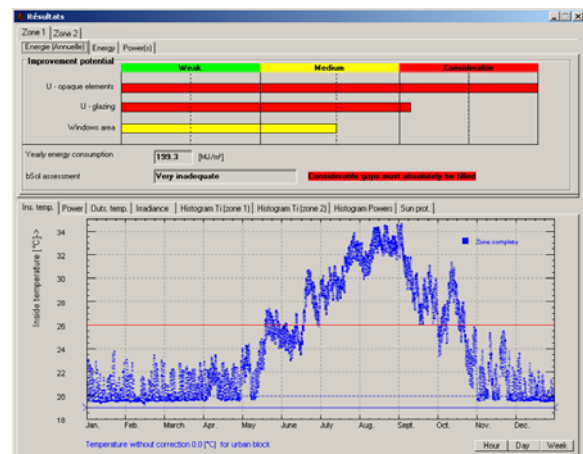 Résultats
Zone 1 Zone 2
Energie (Annuelle) Energy Power(s)
Improvement potential
Weak Medium Considerable
U - opaque elements
U - glazing
Windows area
Yearly energy consumption 199.3 [MJ/m²]
bSol assessment Very inadequate Considerable gaps must absolutely be filled
Ins. temp. Power Outs. temp. Irradiance Histogram Ti (zone 1) Histogram Ti (zone 2) Histogram Powers Sun prot.
Inside temperature [°C]->
34
32
30
28
26
24
22
20
18
Zone complete
Jan. Feb. March April May June July Aug. Sept. Oct. Nov. Dec.
Temperature without correction 0.0 [°C] for urban block
Hour Day Week